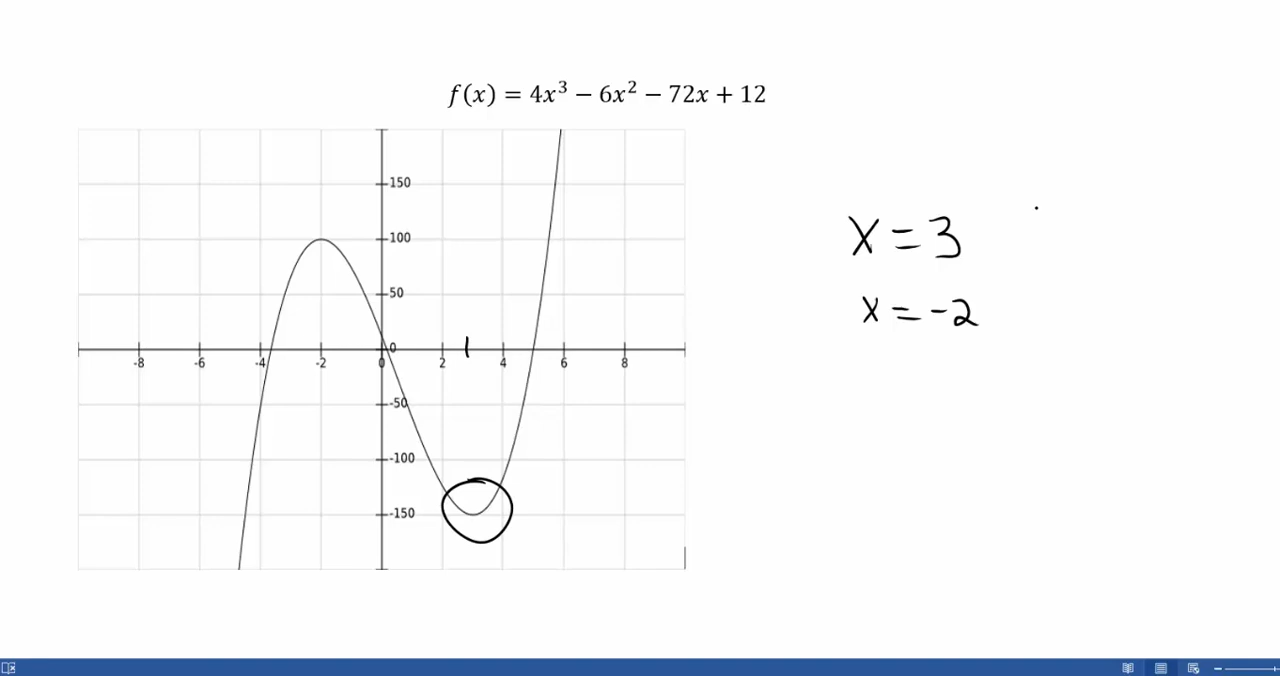 f(x) = 4x³ − 6x² − 72x + 12
150
100
50
0
-8 -6 -4 -2 0 2 4 6 8
-50
-100
-150
X = 3
x = -2